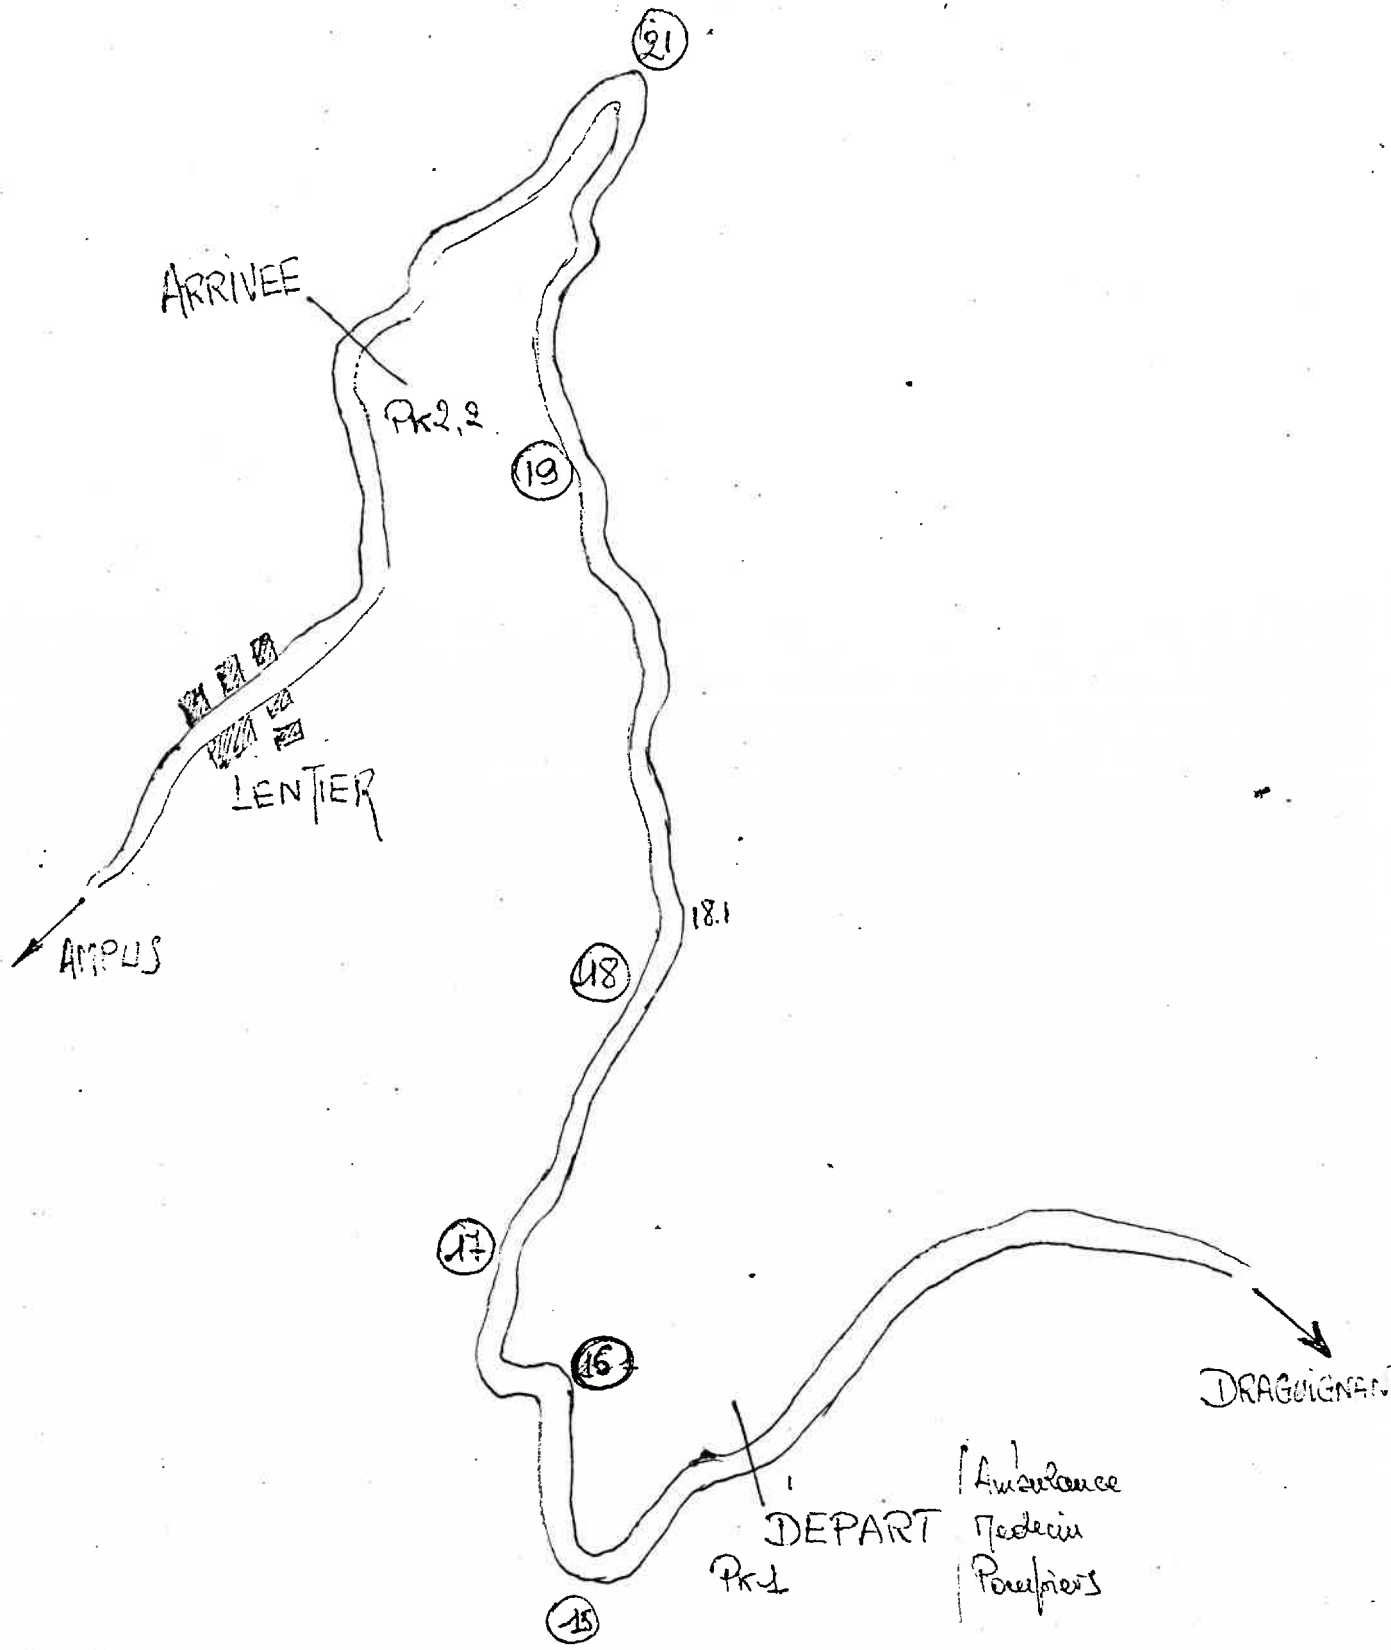 21
ARRIVEE
PK2,2
19
LENTIER
18.1
AMPUS
18
17
16
DRAGUIGNAN
DEPART
PK1
Ambulance
Medecin
Pompiers
15